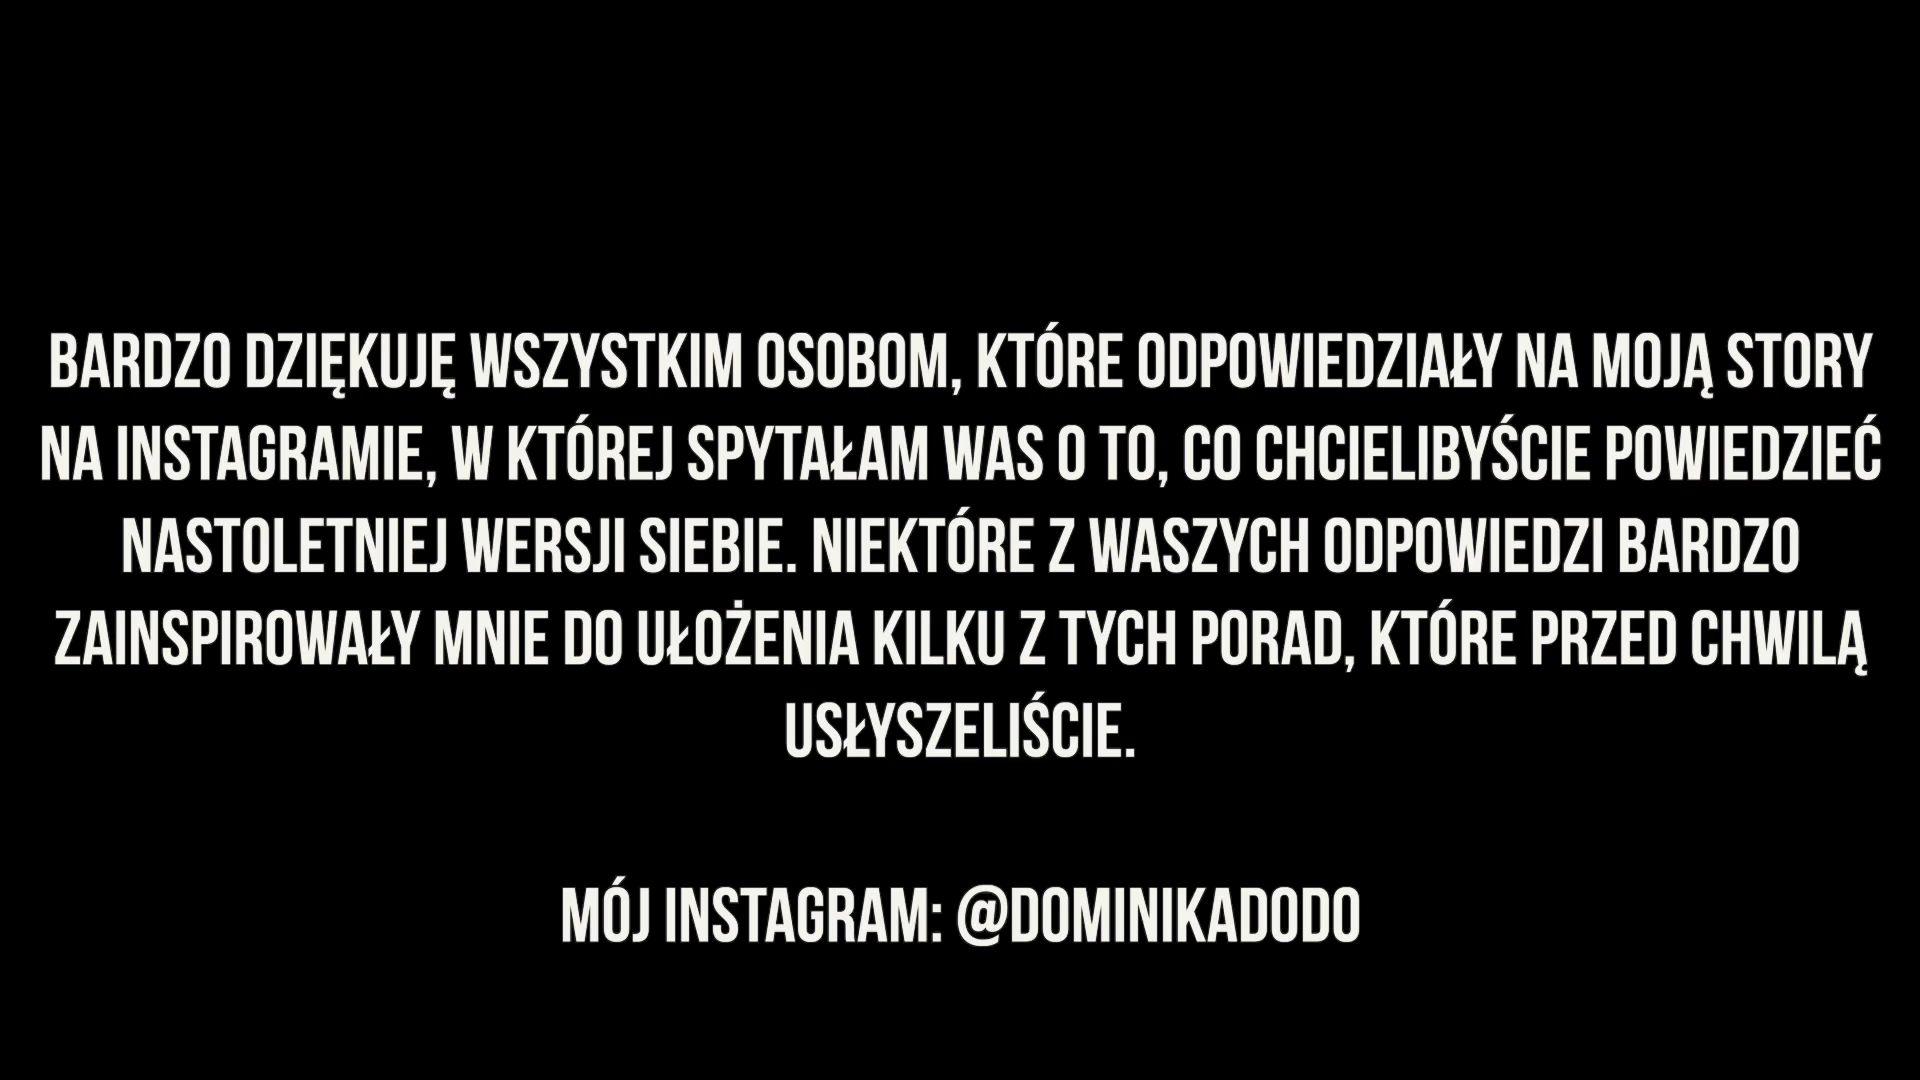 BARDZO DZIĘKUJĘ WSZYSTKIM OSOBOM, KTÓRE ODPOWIEDZIAŁY NA MOJĄ STORY
NA INSTAGRAMIE, W KTÓREJ SPYTAŁAM WAS O TO, CO CHCIELIBYŚCIE POWIEDZIEĆ
NASTOLETNIEJ WERSJI SIEBIE. NIEKTÓRE Z WASZYCH ODPOWIEDZI BARDZO
ZAINSPIROWAŁY MNIE DO UŁOŻENIA KILKU Z TYCH PORAD, KTÓRE PRZED CHWILĄ
USŁYSZELIŚCIE.
MÓJ INSTAGRAM: @DOMINIKADODO